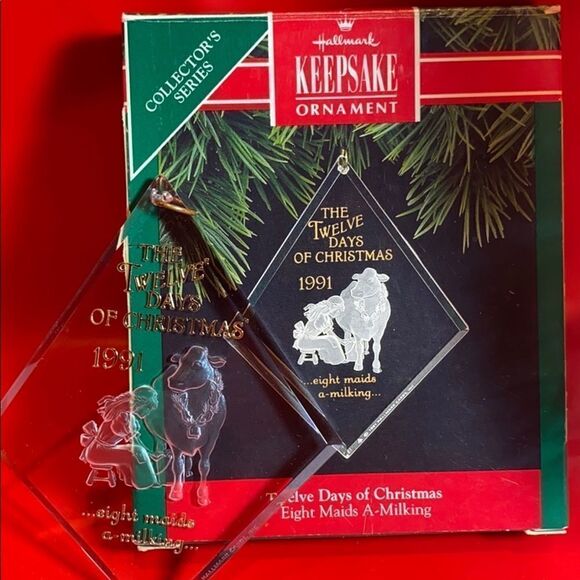 COLLECTOR'S
SERIES
Hallmark
KEEPSAKE
ORNAMENT
THE
TWELVE
DAYS
OF CHRISTMAS
1991
...eight maids
a-milking...
THE
TWELVE
DAYS
OF CHRISTMAS
1991
...eight maids
a-milking...
Twelve Days of Christmas
Eight Maids A-Milking